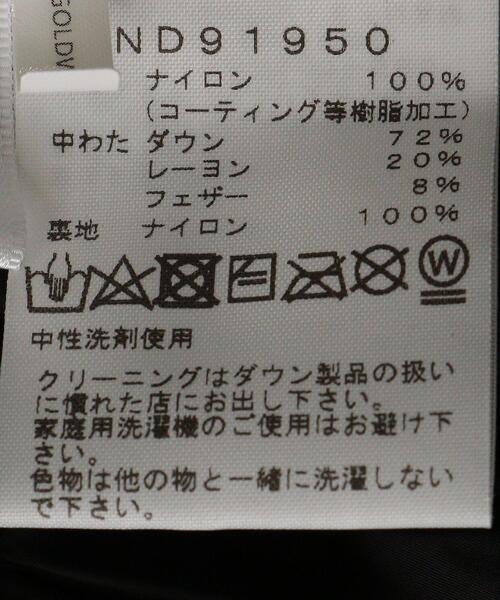 GOLDW
ND91950
ナイロン 100%
(コーティング等樹脂加工)
中わた ダウン 72%
レーヨン 20%
フェザー 8%
裏地 ナイロン 100%
W
中性洗剤使用
クリーニングはダウン製品の扱い
に慣れた店にお出し下さい。
家庭用洗濯機のご使用はお避け下
さい。
色物は他の物と一緒に洗濯しない
で下さい。